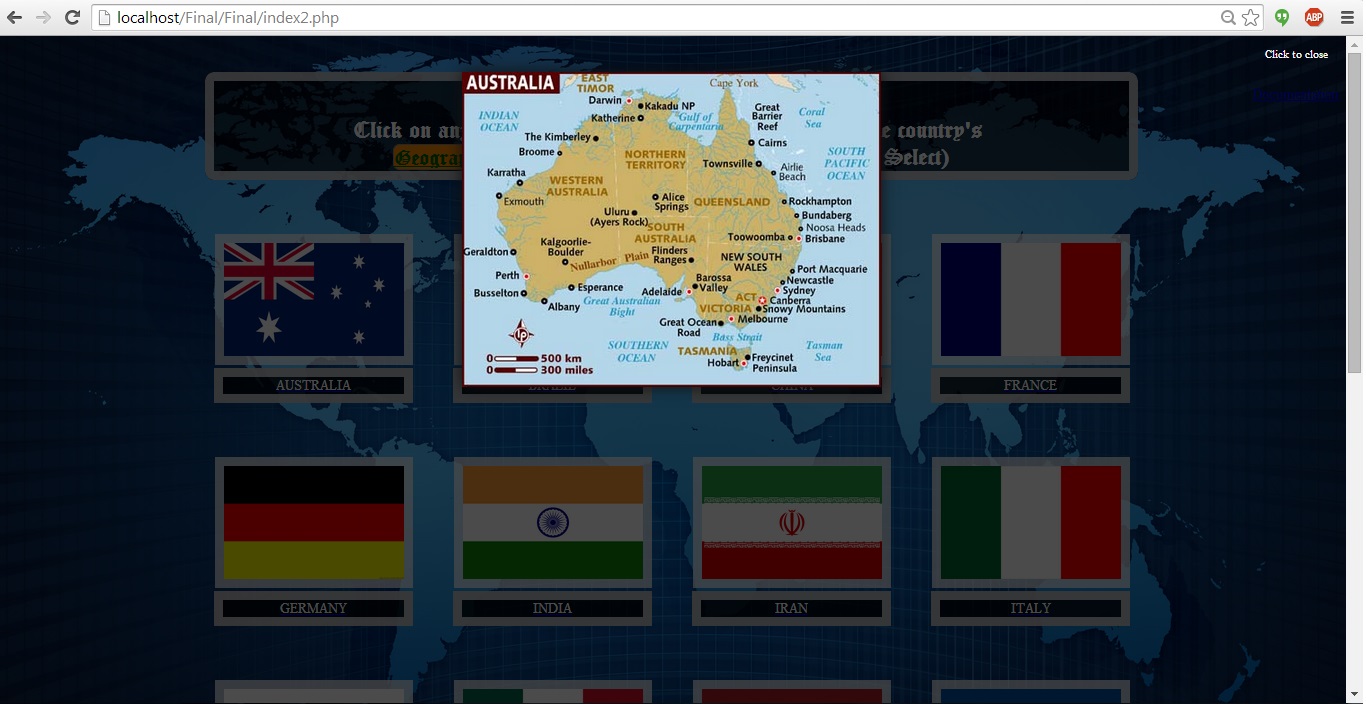 localhost/Final/Final/index2.php
ABP
Click to close
Click on
e country's
Select)
AUSTRALIA
EAST
TIMOR
Cape York
Darwin
Kakadu NP
Katherine
INDIAN
OCEAN
Gulf of
Carpentaria
Great
Barrier
Reef
Coral
Sea
The Kimberley
Broome
Cairns
NORTHERN
TERRITORY
Townsville
Airlie
Beach
SOUTH
PACIFIC
OCEAN
Karratha
Exmouth
WESTERN
AUSTRALIA
Alice
Springs
QUEENSLAND
Rockhampton
Bundaberg
Noosa Heads
Uluru
(Ayers Rock)
SOUTH
AUSTRALIA
Toowoomba
Brisbane
Geraldton
Kalgoorlie-
Boulder
Nullarbor Plain
Flinders
Ranges
NEW SOUTH
WALES
Port Macquarie
Newcastle
Perth
Barossa
Valley
Sydney
Busselton
Esperance
Adelaide
ACT
Canberra
Albany
Great Australian
Bight
VICTORIA
Snowy Mountains
Great Ocean
Road
Melbourne
Bass Strait
SOUTHERN
OCEAN
TASMANIA
Tasman
Sea
Hobart
Freycinet
Peninsula
lp
0 500 km
0 300 miles
AUSTRALIA
BRAZIL
CHINA
FRANCE
GERMANY
INDIA
IRAN
ITALY